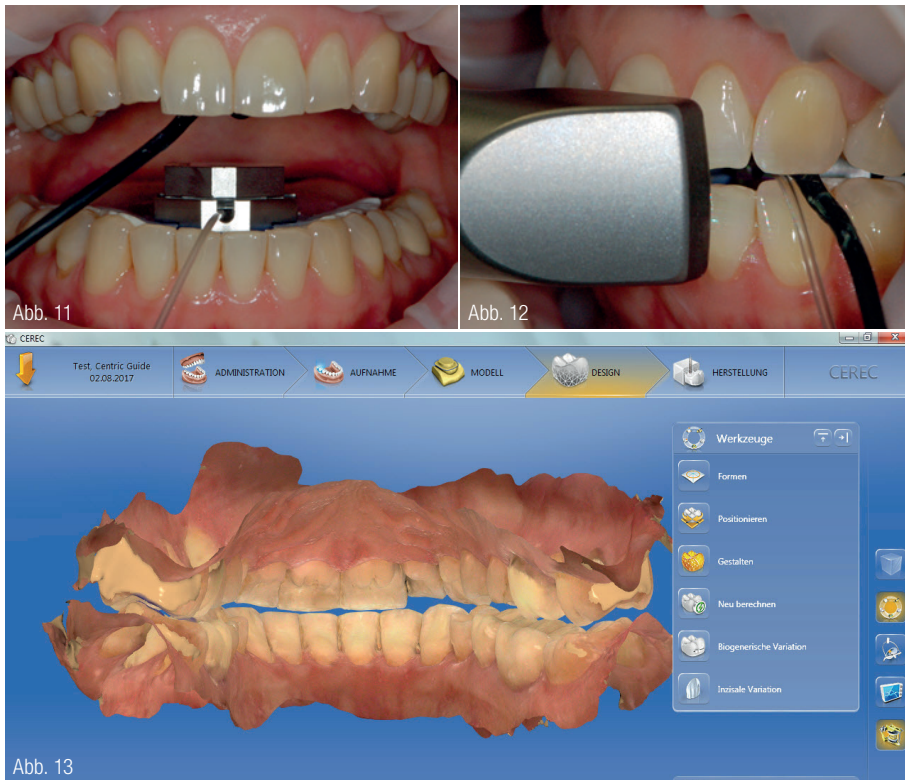 Abb. 11
Abb. 12
CEREC
Test, Centric Guide
02.08.2017
ADMINISTRATION
AUFNAHME
MODELL
DESIGN
HERSTELLUNG
CEREC
Werkzeuge
Formen
Positionieren
Gestalten
Neu berechnen
Biogenerische Variation
Inzisale Variation
Abb. 13